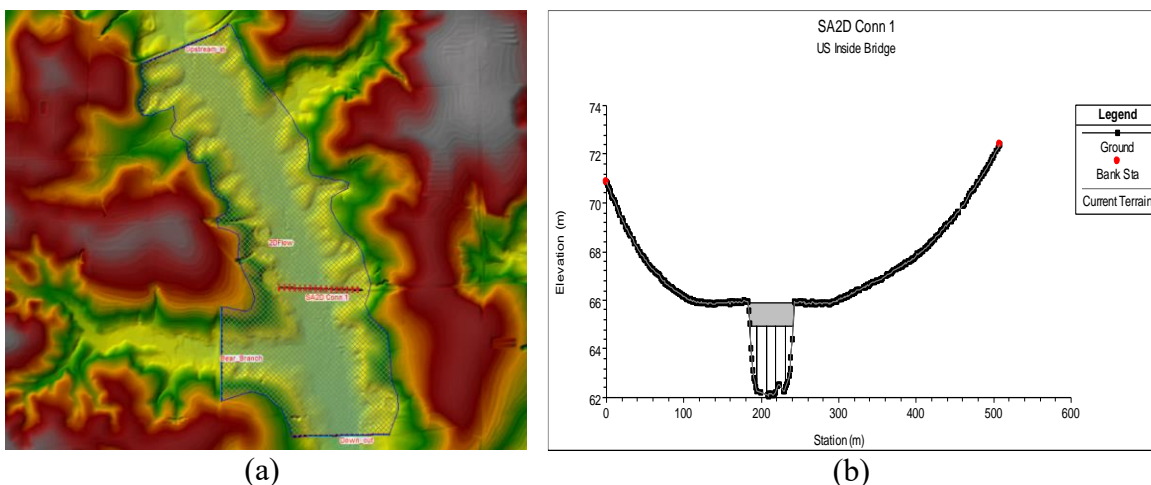 Upstream_in
2DFlow
SA2D Conn 1
Bear_Branch
Down_out
(a)
SA2D Conn 1
US Inside Bridge
74
72
70
68
66
64
62
Elevation (m)
0
100
200
300
400
500
600
Station (m)
Legend
Ground
Bank Sta
Current Terrain
(b)